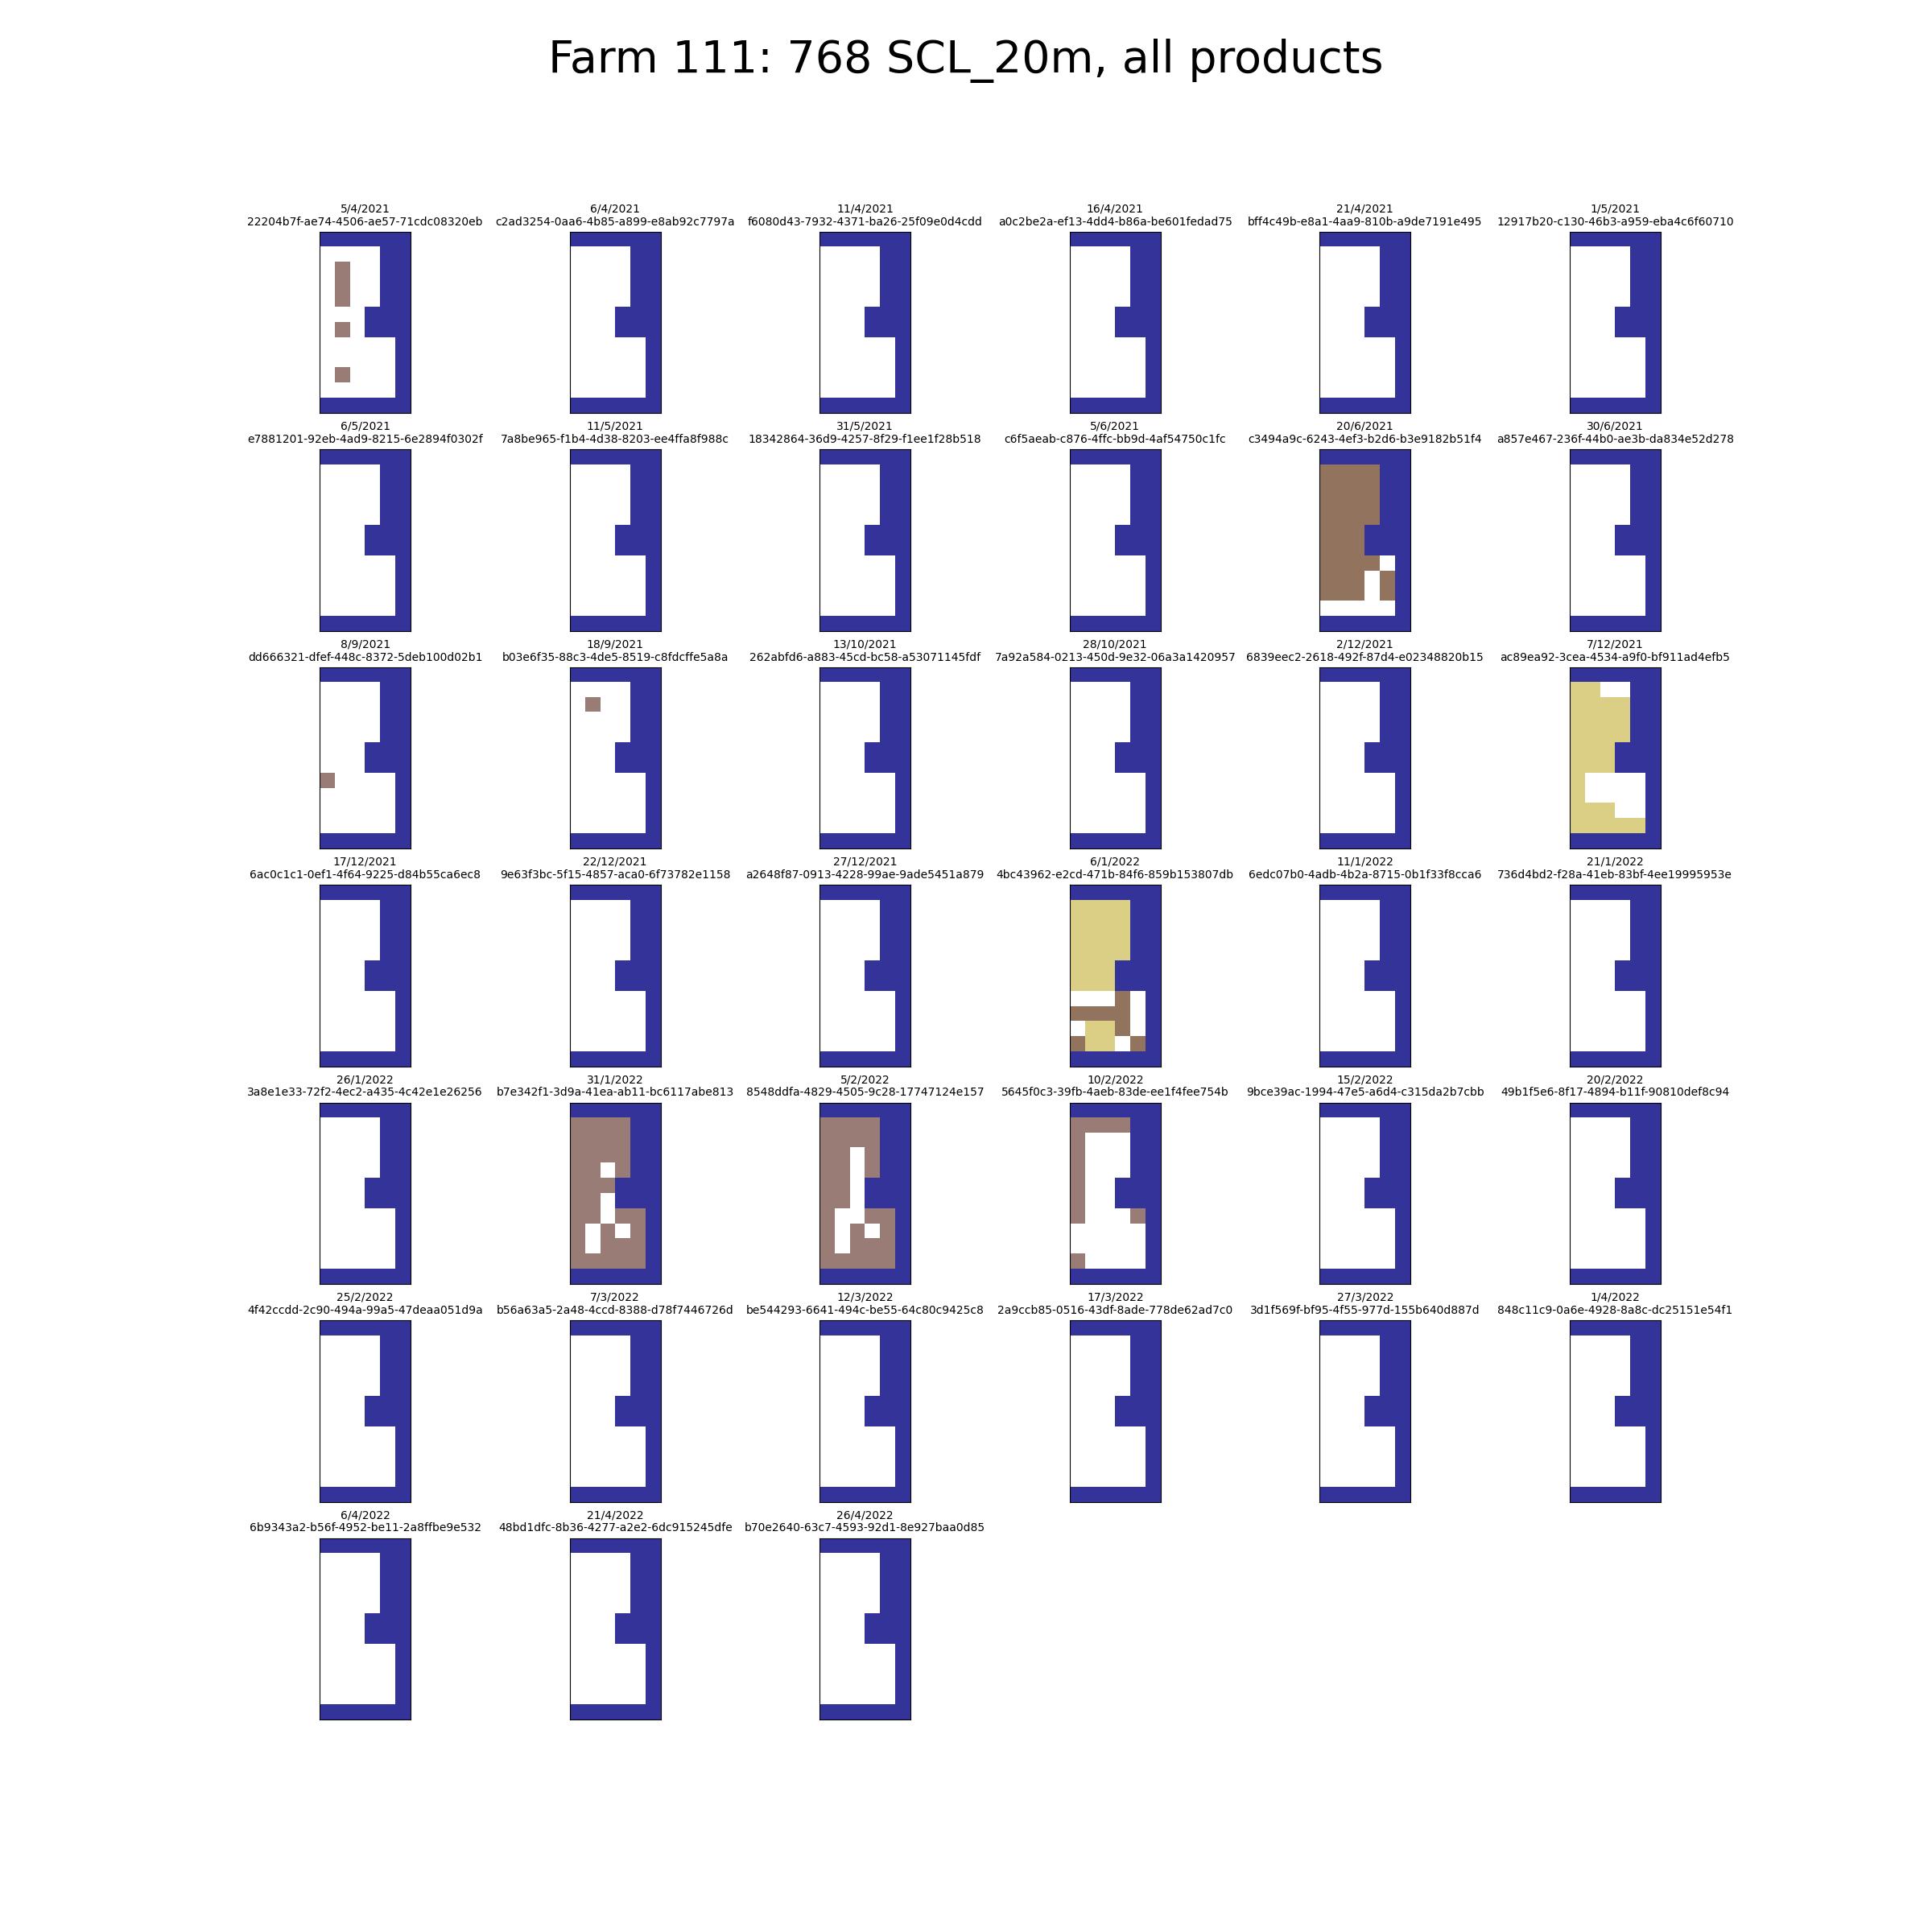 Farm 111: 768 SCL_20m, all products
5/4/2021
22204b7f-ae74-4506-ae57-71cdc08320eb
6/4/2021
c2ad3254-0aa6-4b85-a899-e8ab92c7797a
11/4/2021
f6080d43-7932-4371-ba26-25f09e0d4cdd
16/4/2021
a0c2be2a-ef13-4dd4-b86a-be601fedad75
21/4/2021
bff4c49b-e8a1-4aa9-810b-a9de7191e495
1/5/2021
12917b20-c130-46b3-a959-eba4c6f60710
6/5/2021
e7881201-92eb-4ad9-8215-6e2894f0302f
11/5/2021
7a8be965-f1b4-4d38-8203-ee4ffa8f988c
31/5/2021
18342864-36d9-4257-8f29-f1ee1f28b518
5/6/2021
c6f5aeab-c876-4ffc-bb9d-4af54750c1fc
20/6/2021
c3494a9c-6243-4ef3-b2d6-b3e9182b51f4
30/6/2021
a857e467-236f-44b0-ae3b-da834e52d278
8/9/2021
dd666321-dfef-448c-8372-5deb100d02b1
18/9/2021
b03e6f35-88c3-4de5-8519-c8fdcffe5a8a
13/10/2021
262abfd6-a883-45cd-bc58-a53071145fdf
28/10/2021
7a92a584-0213-450d-9e32-06a3a1420957
2/12/2021
6839eec2-2618-492f-87d4-e02348820b15
7/12/2021
ac89ea92-3cea-4534-a9f0-bf911ad4efb5
17/12/2021
6ac0c1c1-0ef1-4f64-9225-d84b55ca6ec8
22/12/2021
9e63f3bc-5f15-4857-aca0-6f73782e1158
27/12/2021
a2648f87-0913-4228-99ae-9ade5451a879
6/1/2022
4bc43962-e2cd-471b-84f6-859b153807db
11/1/2022
6edc07b0-4adb-4b2a-8715-0b1f33f8cca6
21/1/2022
736d4bd2-f28a-41eb-83bf-4ee19995953e
26/1/2022
3a8e1e33-72f2-4ec2-a435-4c42e1e26256
31/1/2022
b7e342f1-3d9a-41ea-ab11-bc6117abe813
5/2/2022
8548ddfa-4829-4505-9c28-17747124e157
10/2/2022
5645f0c3-39fb-4aeb-83de-ee1f4fee754b
15/2/2022
9bce39ac-1994-47e5-a6d4-c315da2b7cbb
20/2/2022
49b1f5e6-8f17-4894-b11f-90810def8c94
25/2/2022
4f42ccdd-2c90-494a-99a5-47deaa051d9a
7/3/2022
b56a63a5-2a48-4ccd-8388-d78f7446726d
12/3/2022
be544293-6641-494c-be55-64c80c9425c8
17/3/2022
2a9ccb85-0516-43df-8ade-778de62ad7c0
27/3/2022
3d1f569f-bf95-4f55-977d-155b640d887d
1/4/2022
848c11c9-0a6e-4928-8a8c-dc25151e54f1
6/4/2022
6b9343a2-b56f-4952-be11-2a8ffbe9e532
21/4/2022
48bd1dfc-8b36-4277-a2e2-6dc915245dfe
26/4/2022
b70e2640-63c7-4593-92d1-8e927baa0d85